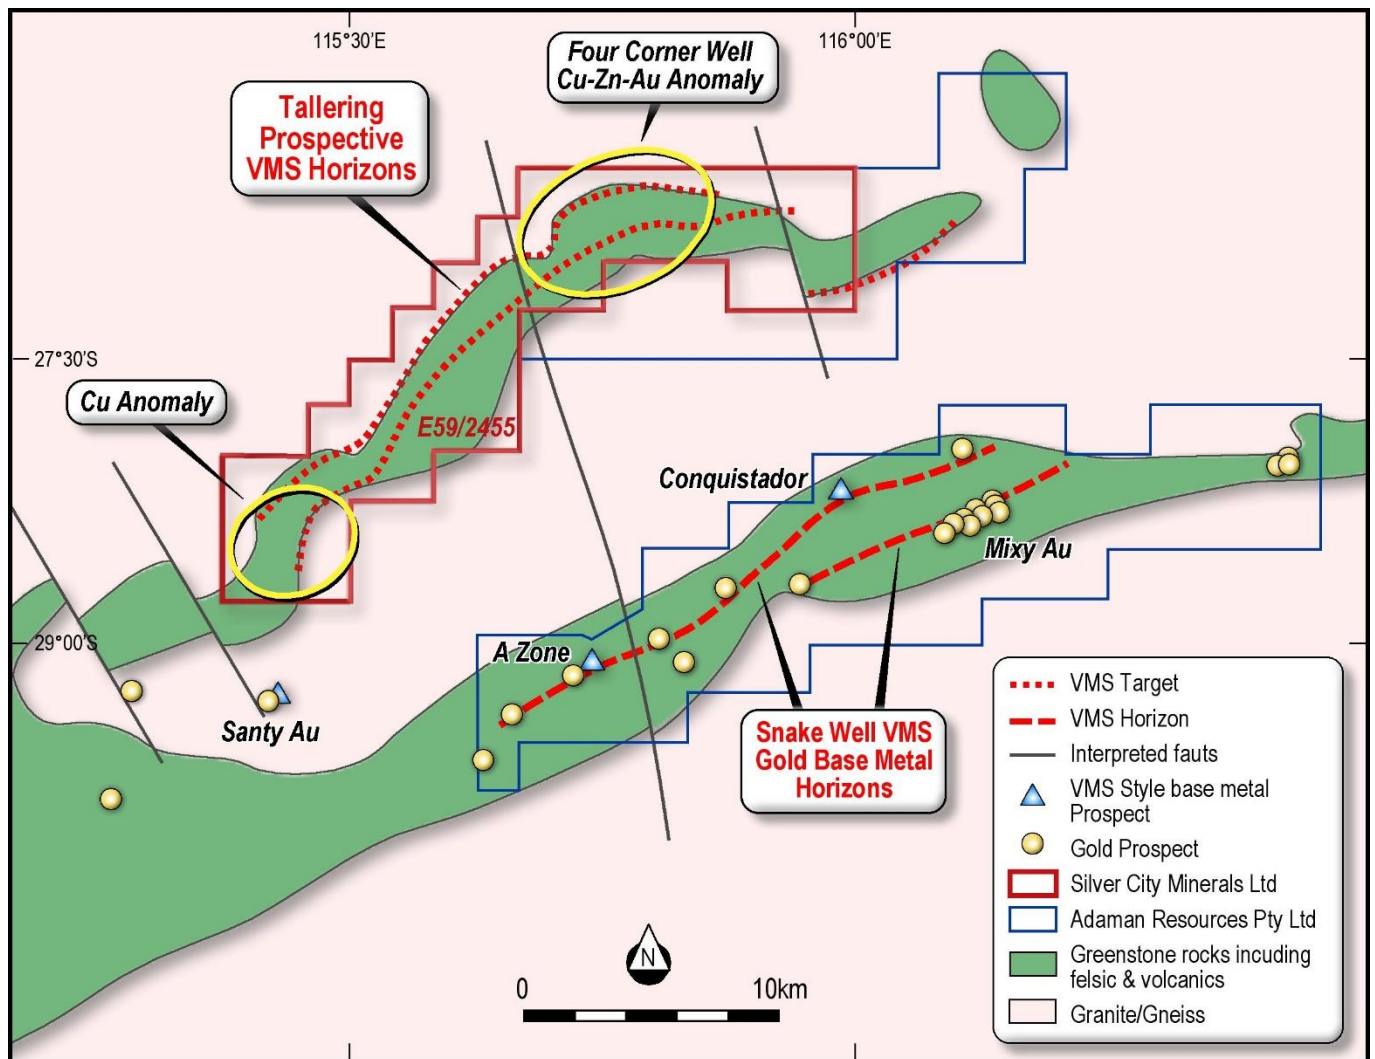 115°30'E
116°00'E
Four Corner Well
Cu-Zn-Au Anomaly
Tallering
Prospective
VMS Horizons
27°30'S
Cu Anomaly
E59/2455
Conquistador
Mixy Au
29°00'S
A Zone
Santy Au
Snake Well VMS
Gold Base Metal
Horizons
VMS Target
VMS Horizon
Interpreted fauts
VMS Style base metal
Prospect
Gold Prospect
Silver City Minerals Ltd
Adaman Resources Pty Ltd
Greenstone rocks incuding
felsic & volcanics
Granite/Gneiss
N
0 10km